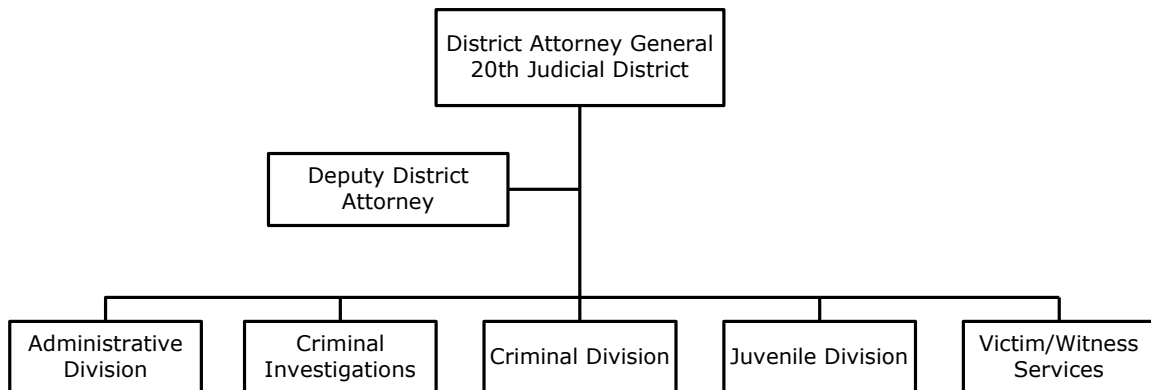 District Attorney General
20th Judicial District
Deputy District
Attorney
Administrative
Division
Criminal
Investigations
Criminal Division
Juvenile Division
Victim/Witness
Services